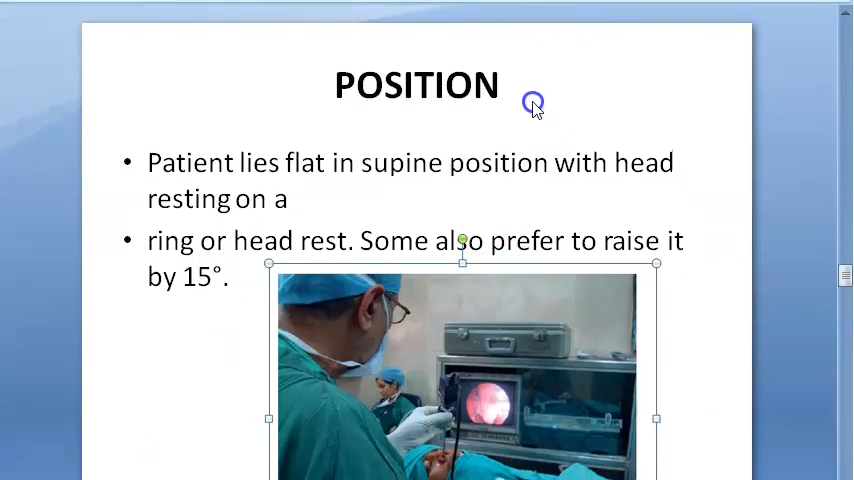 POSITION
• Patient lies flat in supine position with head
resting on a
• ring or head rest. Some also prefer to raise it
by 15°.